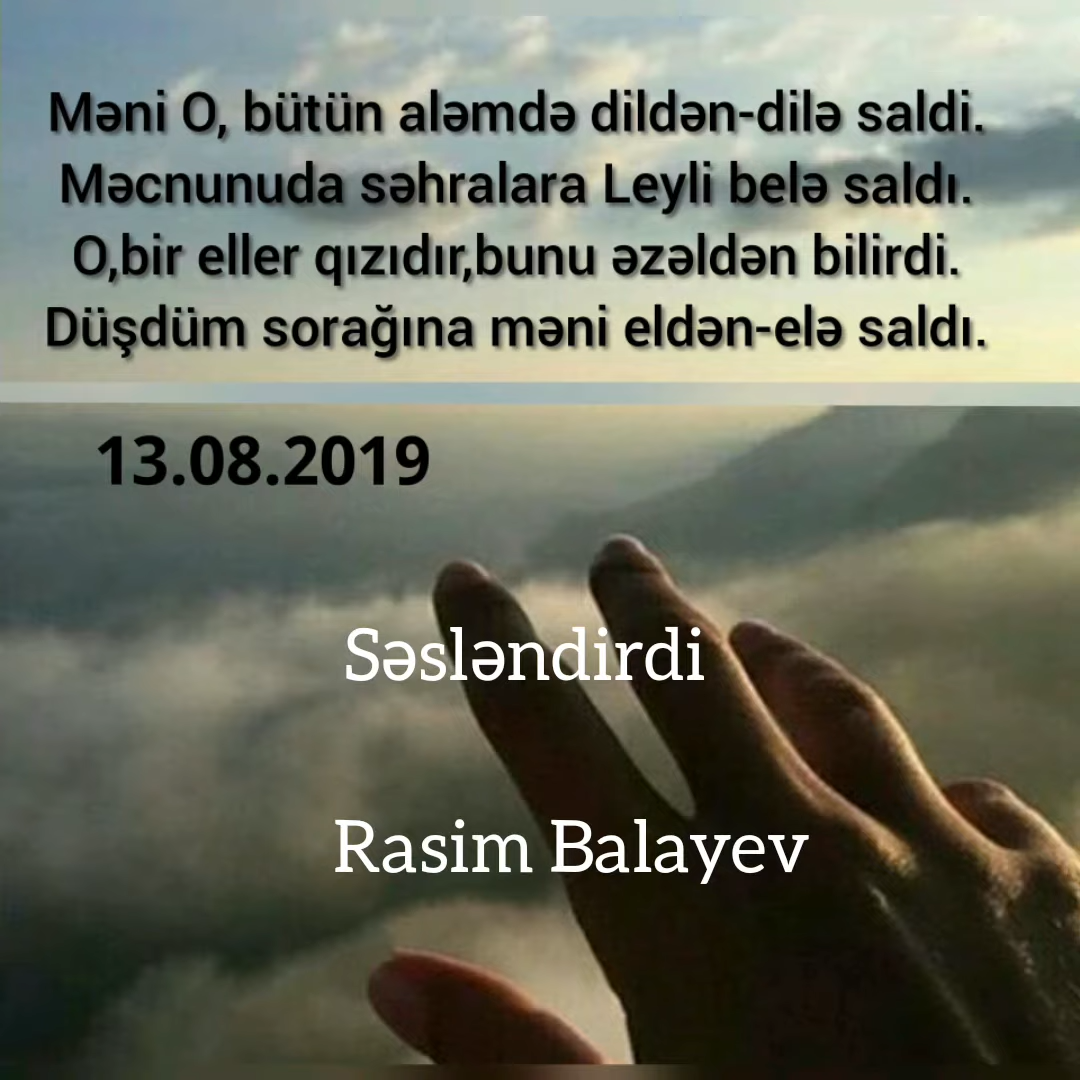 Məni O, bütün aləmdə dildən-dilə saldi.
Məcnunuda səhralara Leyli belə saldı.
O,bir eller qızıdır,bunu əzəldən bilirdi.
Düşdüm sorağına məni eldən-elə saldı.
13.08.2019
Səsləndirdi
Rasim Balayev